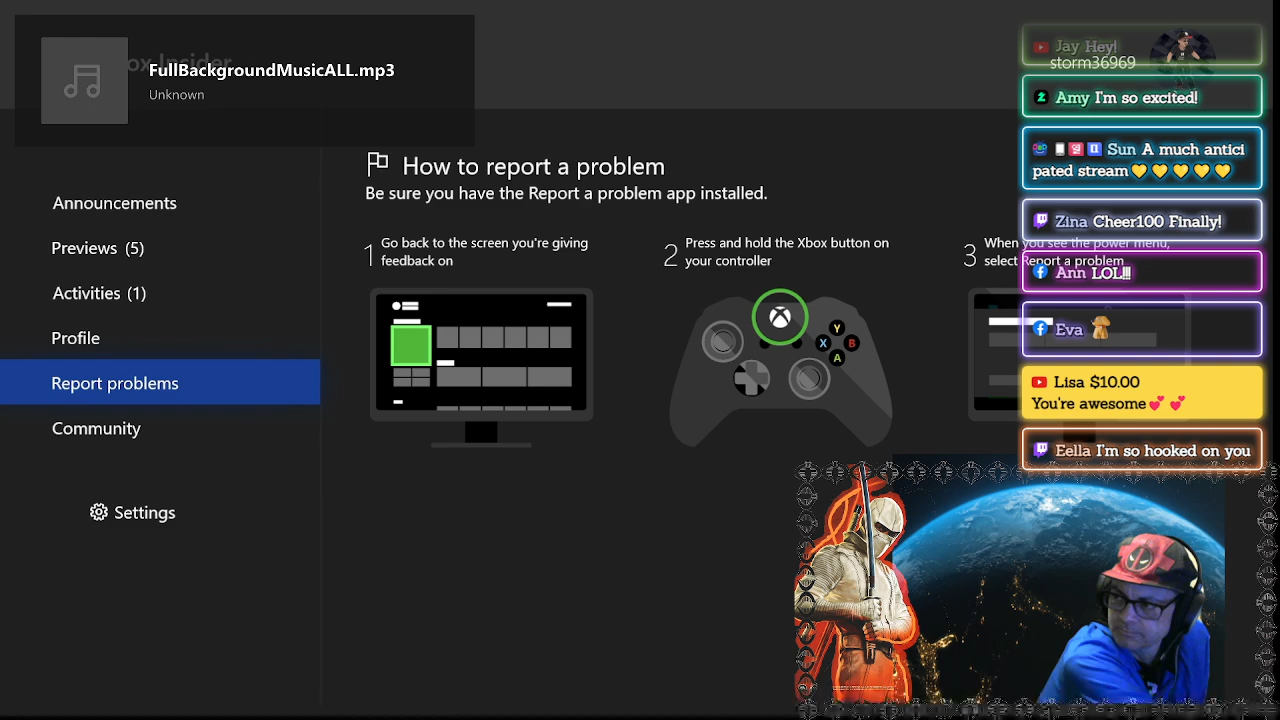 ox Insider
FullBackgroundMusicALL.mp3
Unknown
Announcements
Previews (5)
Activities (1)
Profile
Report problems
Community
Settings
How to report a problem
Be sure you have the Report a problem app installed.
1 Go back to the screen you're giving
feedback on
2 Press and hold the Xbox button on
your controller
Y
X
B
A
3 When you see the power menu,
select Report a problem
Jay Hey!
storm36969
Amy I'm so excited!
Sun A much antici
pated stream💛💛💛💛💛
Zina Cheer100 Finally!
Ann LOL!!!
Eva
Lisa $10.00
You're awesome💕💕
Eella I'm so hooked on you